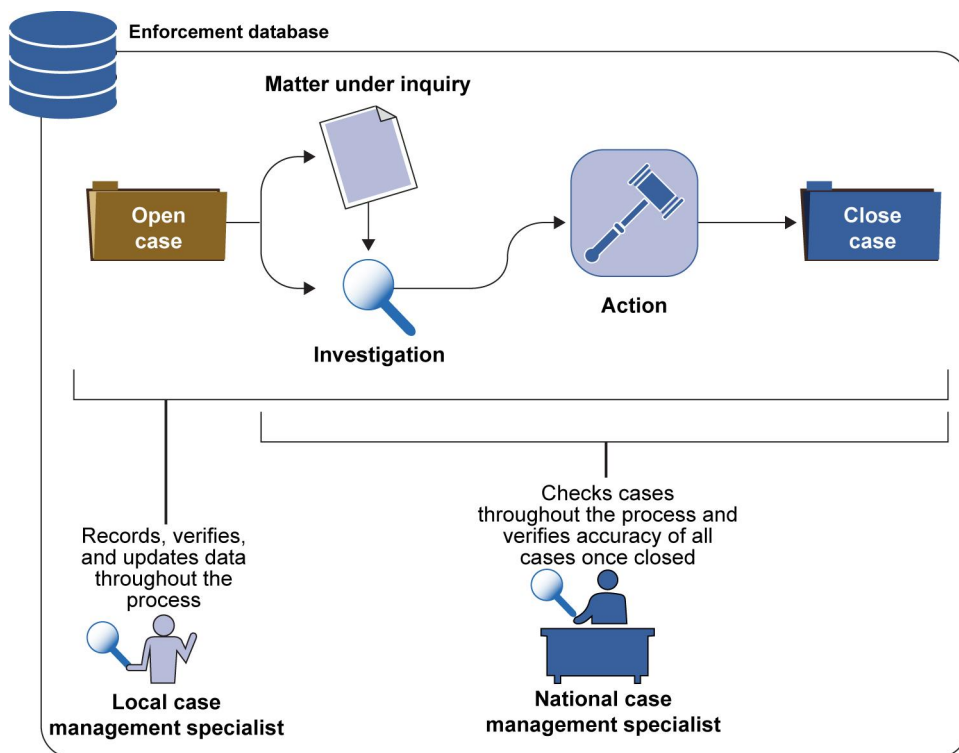 Enforcement database
Matter under inquiry
Open
case
Close
case
Action
Investigation
Checks cases
throughout the process and
verifies accuracy of all
cases once closed
Records, verifies,
and updates data
throughout the
process
Local case
management specialist
National case
management specialist